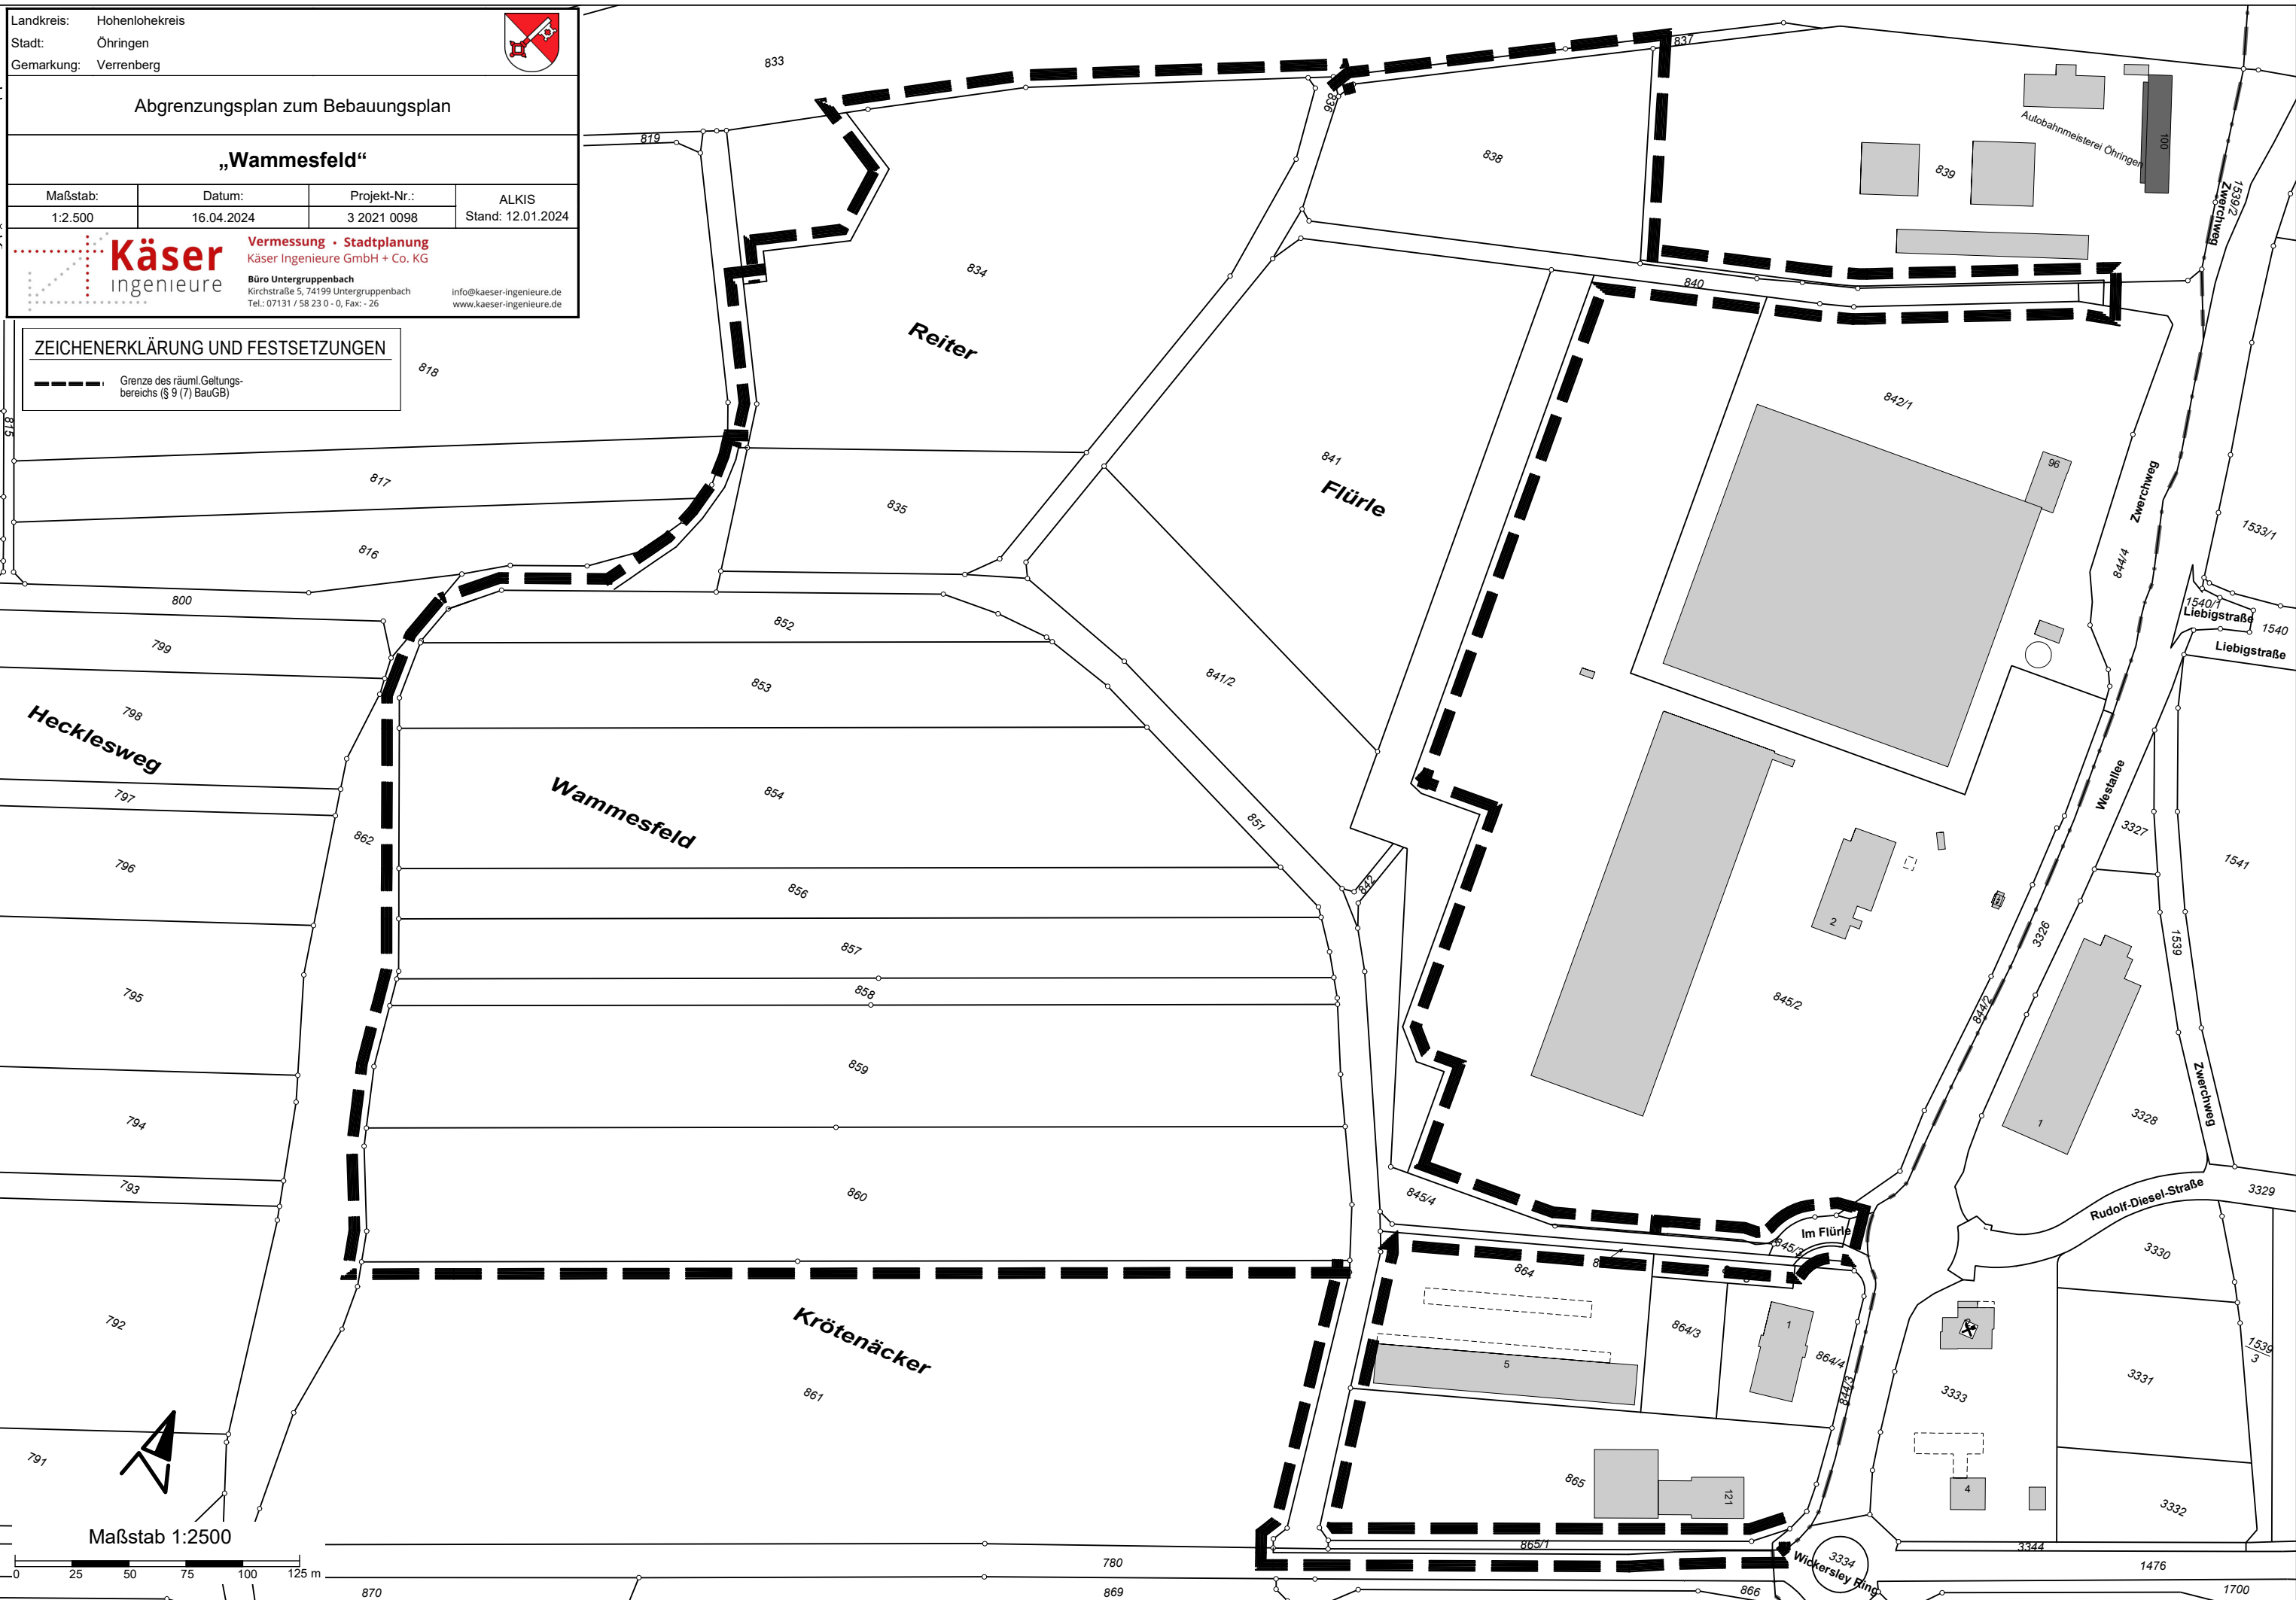 Landkreis: Hohenlohekreis
Stadt: Öhringen
Gemarkung: Verrenberg
Abgrenzungsplan zum Bebauungsplan
„Wammesfeld“
Maßstab: Datum: Projekt-Nr.: ALKIS
1:2.500 16.04.2024 3 2021 0098 Stand: 12.01.2024
Käser
ingenieure
Vermessung • Stadtplanung
Käser Ingenieure GmbH + Co. KG
Büro Untergruppenbach
Kirchstraße 5, 74199 Untergruppenbach info@kaeser-ingenieure.de
Tel.: 07131 / 58 23 0 - 0, Fax: - 26 www.kaeser-ingenieure.de
ZEICHENERKLÄRUNG UND FESTSETZUNGEN
Grenze des räuml.Geltungs-
bereichs (§ 9 (7) BauGB)
833
837
819
836
838
Autobahnmeisterei Öhringen
100
839
1539/2
Zwerchweg
834
840
Reiter
818
815
842/1
817
841
Flürle
96
835
Zwerchweg
816
1533/1
844/4
800
1540/1
Liebigstraße
1540
Liebigstraße
852
799
853
841/2
798
Hecklesweg
797
Wammesfeld
854
851
Westallee
3327
862
796
1541
856
842
2
857
3326
1539
858
795
845/2
844/2
859
Zwerchweg
794
3328
1
793
860
845/4
Rudolf-Diesel-Straße
3329
Im Flürle
845/3
3330
864
792
Krötenäcker
864/3
1
864/4
5
1539
3
861
844/3
3333
3331
791
865
121
4
3332
Maßstab 1:2500
0 25 50 75 100 125 m
865/1
3344
780
Wickersley Ring
3334
1476
870
869
866
1700